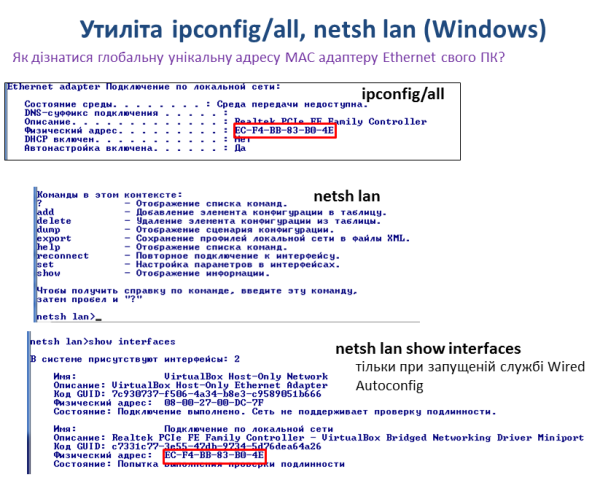 Утиліта ipconfig/all, netsh lan (Windows)
Як дізнатися глобальну унікальну адресу MAC адаптеру Ethernet свого ПК?
Ethernet adapter Подключение по локальной сети:
ipconfig/all
Состояние среды. . . . . . . . : Среда передачи недоступна.
DNS-суффикс подключения . . . . . :
Описание. . . . . . . . . . . . . : Realtek PCIe FE Family Controller
Физический адрес. . . . . . . . . : EC-F4-BB-83-B0-4E
DHCP включен. . . . . . . . . . . : Нет
Автонастройка включена. . . . . . : Да
netsh lan
Команды в этом контексте:
? – Отображение списка команд.
add – Добавление элемента конфигурации в таблицу.
delete – Удаление элемента конфигурации из таблицы.
dump – Отображение сценария конфигурации.
export – Сохранение профилей локальной сети в файлы XML.
help – Отображение списка команд.
reconnect – Повторное подключение к интерфейсу.
set – Настройка параметров в интерфейсах.
show – Отображение информации.
Чтобы получить справку по команде, введите эту команду,
затем пробел и "?"
netsh lan>_
netsh lan>show interfaces
netsh lan show interfaces
тільки при запущеній службі Wired
Autoconfig
В системе присутствуют интерфейсы: 2
Имя: VirtualBox Host-Only Network
Описание: VirtualBox Host-Only Ethernet Adapter
Код GUID: 7c930737-f506-4a34-b8e3-c9589051b666
Физический адрес: 08-00-27-00-DC-7F
Состояние: Подключение выполнено. Сеть не поддерживает проверку подлинности.
Имя: Подключение по локальной сети
Описание: Realtek PCIe FE Family Controller – VirtualBox Bridged Networking Driver Miniport
Код GUID: c7331c77-3e55-47db-9734-5d76dea64a26
Физический адрес: EC-F4-BB-83-B0-4E
Состояние: Попытка выполнения проверки подлинности